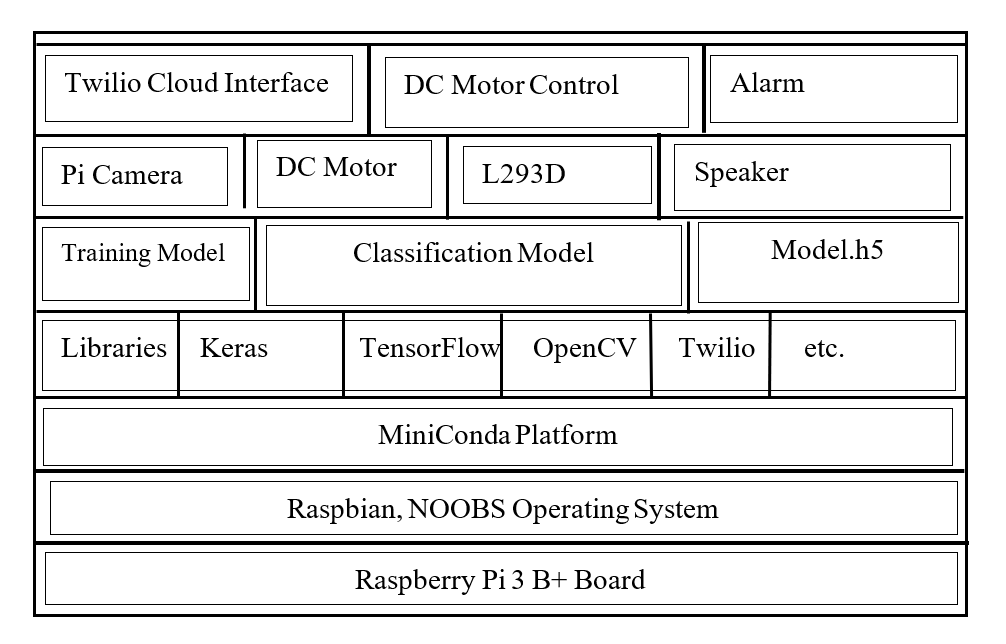 Twilio Cloud Interface DC Motor Control Alarm
Pi Camera DC Motor L293D Speaker
Training Model Classification Model Model.h5
Libraries Keras TensorFlow OpenCV Twilio etc.
MiniConda Platform
Raspbian, NOOBS Operating System
Raspberry Pi 3 B+ Board